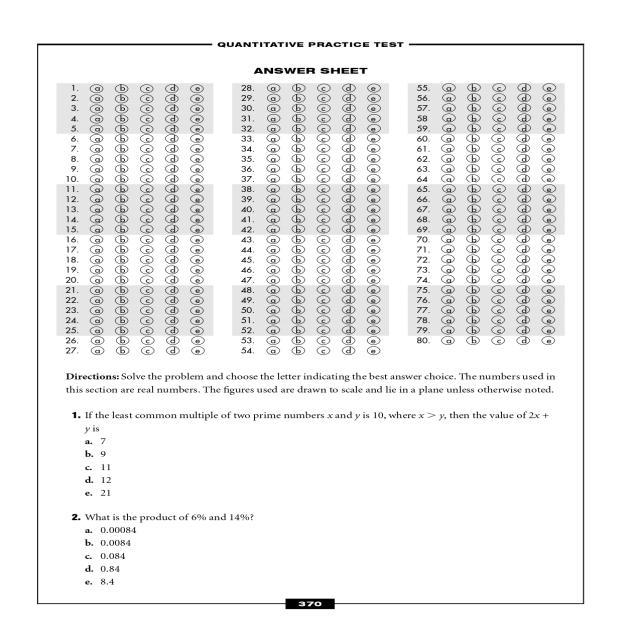 QUANTITATIVE PRACTICE TEST
ANSWER SHEET
1. a b c d e
2. a b c d e
3. a b c d e
4. a b c d e
5. a b c d e
6. a b c d e
7. a b c d e
8. a b c d e
9. a b c d e
10. a b c d e
11. a b c d e
12. a b c d e
13. a b c d e
14. a b c d e
15. a b c d e
16. a b c d e
17. a b c d e
18. a b c d e
19. a b c d e
20. a b c d e
21. a b c d e
22. a b c d e
23. a b c d e
24. a b c d e
25. a b c d e
26. a b c d e
27. a b c d e
28. a b c d e
29. a b c d e
30. a b c d e
31. a b c d e
32. a b c d e
33. a b c d e
34. a b c d e
35. a b c d e
36. a b c d e
37. a b c d e
38. a b c d e
39. a b c d e
40. a b c d e
41. a b c d e
42. a b c d e
43. a b c d e
44. a b c d e
45. a b c d e
46. a b c d e
47. a b c d e
48. a b c d e
49. a b c d e
50. a b c d e
51. a b c d e
52. a b c d e
53. a b c d e
54. a b c d e
55. a b c d e
56. a b c d e
57. a b c d e
58 a b c d e
59. a b c d e
60. a b c d e
61. a b c d e
62. a b c d e
63. a b c d e
64 a b c d e
65. a b c d e
66. a b c d e
67. a b c d e
68. a b c d e
69. a b c d e
70. a b c d e
71. a b c d e
72. a b c d e
73. a b c d e
74. a b c d e
75. a b c d e
76. a b c d e
77. a b c d e
78. a b c d e
79. a b c d e
80. a b c d e
Directions: Solve the problem and choose the letter indicating the best answer choice. The numbers used in
this section are real numbers. The figures used are drawn to scale and lie in a plane unless otherwise noted.
1. If the least common multiple of two prime numbers x and y is 10, where x > y, then the value of 2x +
y is
a. 7
b. 9
c. 11
d. 12
e. 21
2. What is the product of 6% and 14%?
a. 0.00084
b. 0.0084
c. 0.084
d. 0.84
e. 8.4
370